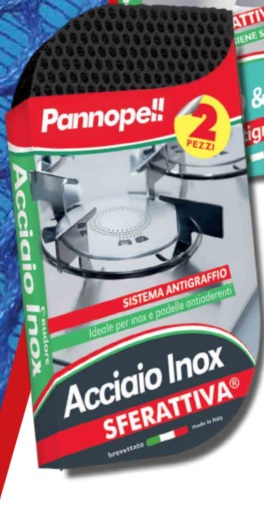 Pannopell!
2
PEZZI
SISTEMA ANTIGRAFFIO
Ideale per inox e padelle antiaderenti
Acciaio Inox
SFERATTIVA®
brevettato
made in Italy
Acciaio Inox
&